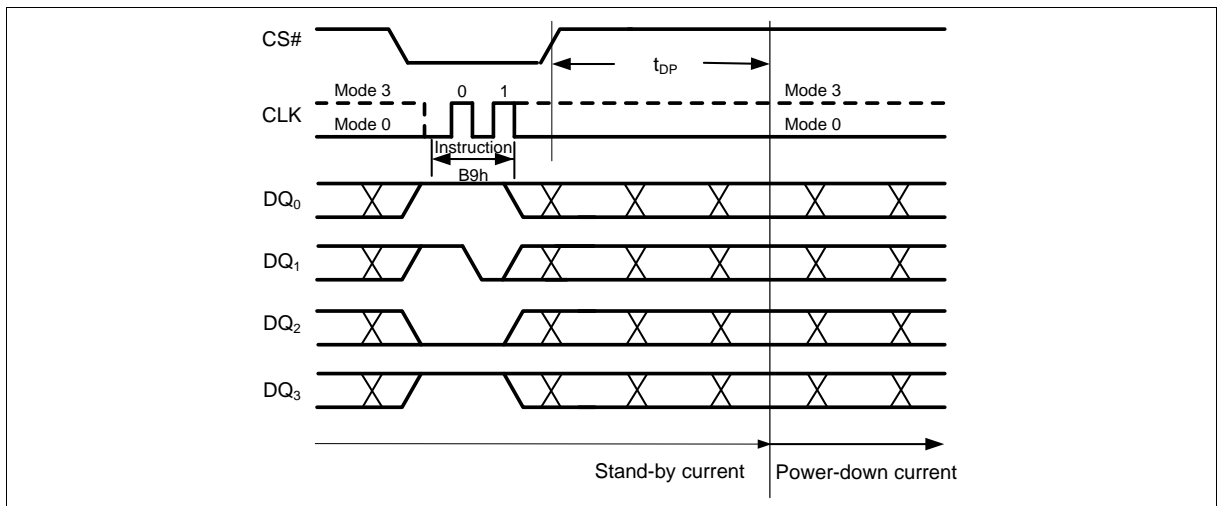 CS#
t_DP
Mode 3 0 1 Mode 3
CLK
Mode 0 Mode 0
Instruction
B9h
DQ₀
DQ₁
DQ₂
DQ₃
Stand-by current Power-down current